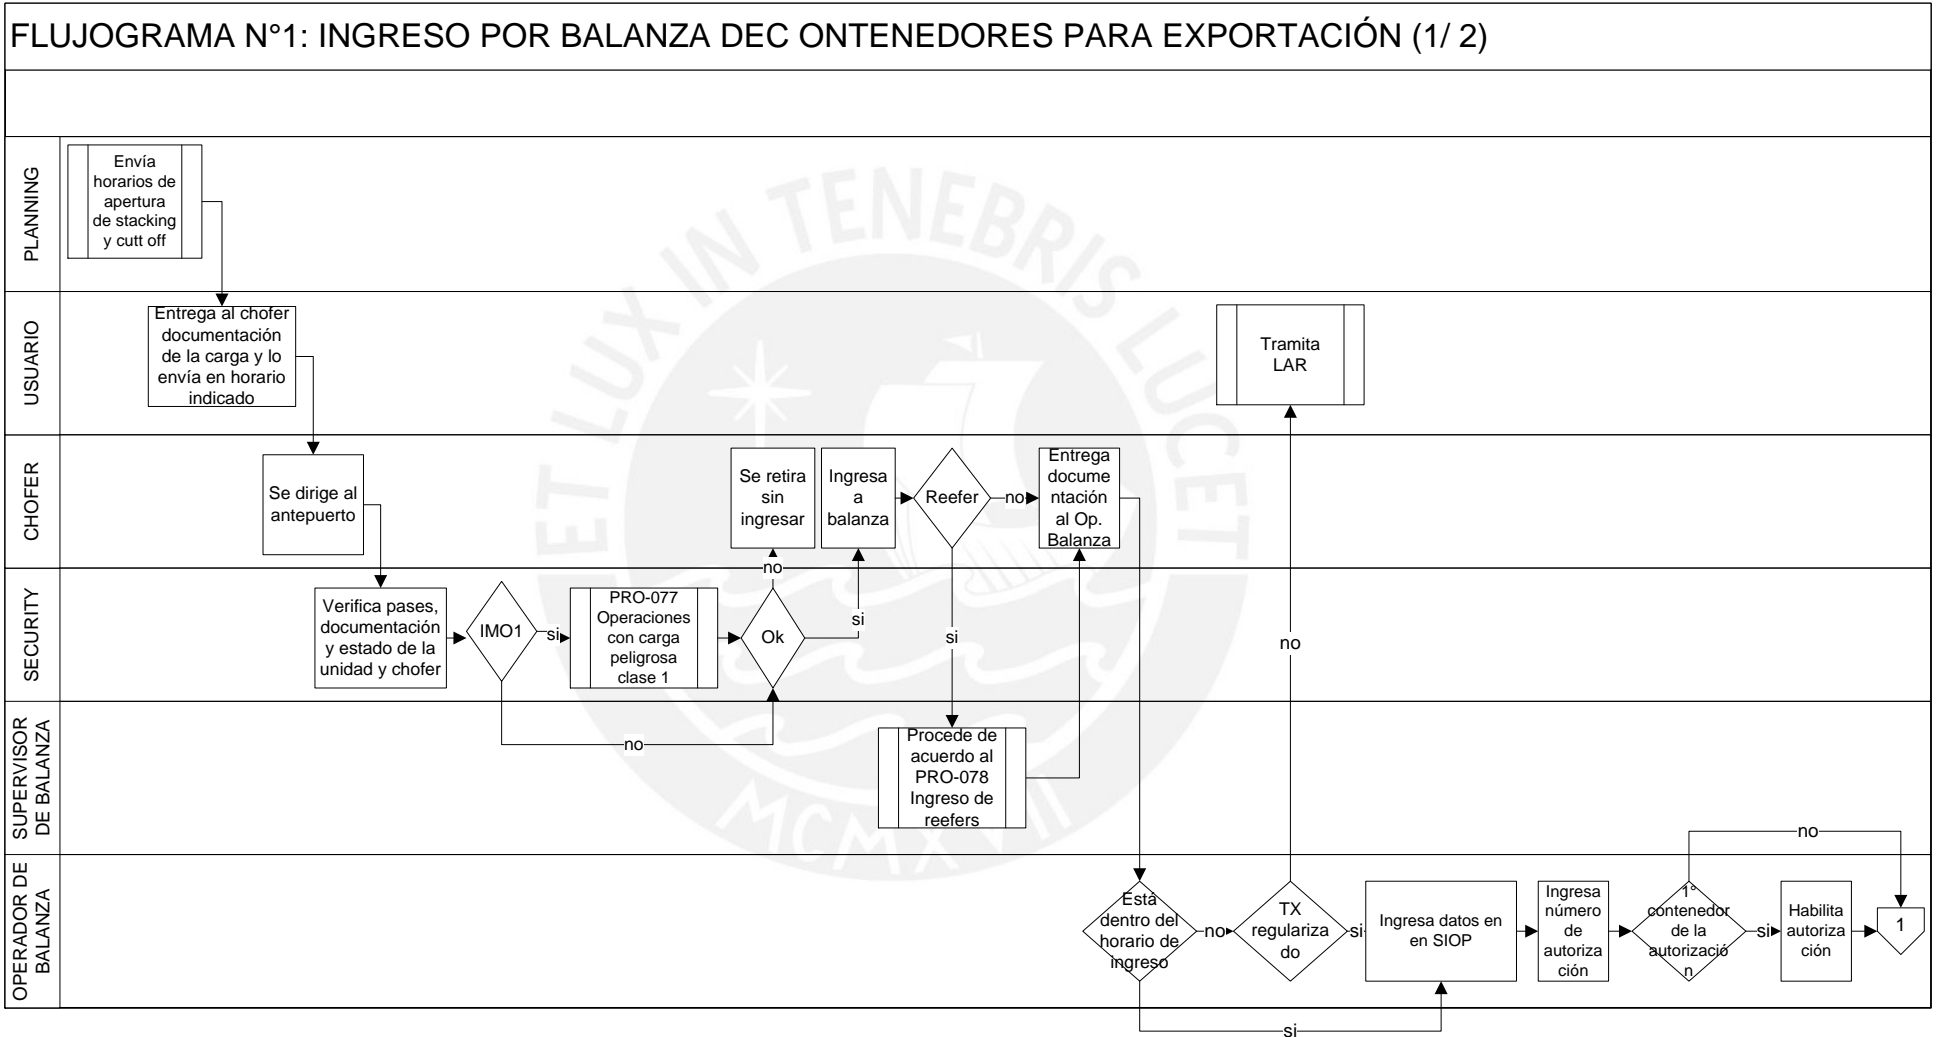 FLUJOGRAMA N°1: INGRESO POR BALANZA DEC ONTENEDORES PARA EXPORTACIÓN (1/ 2)
PLANNING
Envía
horarios de
apertura
de stacking
y cutt off
USUARIO
Entrega al chofer
documentación
de la carga y lo
envía en horario
indicado
Tramita
LAR
CHOFER
Se dirige al
antepuerto
Se retira
sin
ingresar
Ingresa
a
balanza
Reefer
no
Entrega
docume
ntación
al Op.
Balanza
SECURITY
Verifica pases,
documentación
y estado de la
unidad y chofer
IMO1
si
PRO-077
Operaciones
con carga
peligrosa
clase 1
no
Ok
si
si
no
no
SUPERVISOR
DE BALANZA
Procede de
acuerdo al
PRO-078
Ingreso de
reefers
OPERADOR DE
BALANZA
Está
dentro del
horario de
ingreso
no
TX
regulariza
do
si
Ingresa datos en
en SIOP
Ingresa
número
de
autoriza
ción
1°
contenedor
de la
autorizació
n
si
no
Habilita
autoriza
ción
1
si
ET LUX IN TENEBRIS LUCET
MCMXVII